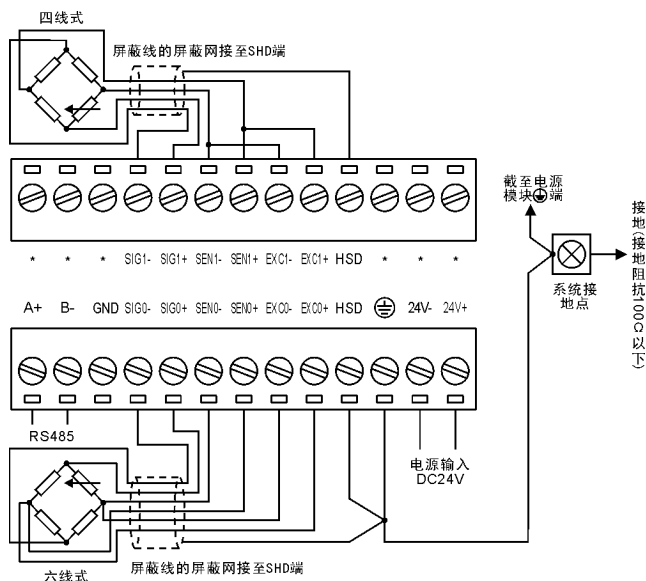 四线式
屏蔽线的屏蔽网接至SHD端
截至电源
模块端
接地(接地阻抗100Ω以下)
系统接
地点
* * * SIG1- SIG1+ SEN1- SEN1+ EXC1- EXC1+ HSD * * *
A+ B- GND SIG0- SIG0+ SEN0- SEN0+ EXC0- EXC0+ HSD 24V- 24V+
RS485
电源输入
DC24V
六线式
屏蔽线的屏蔽网接至SHD端